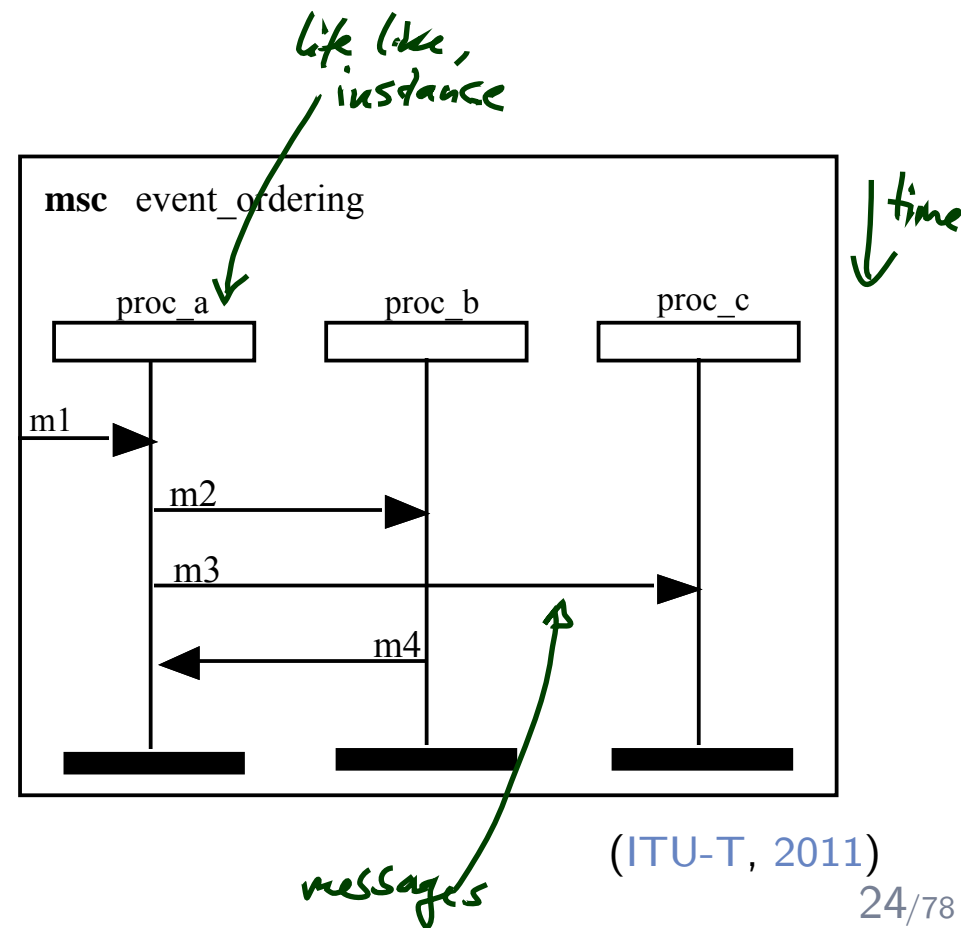 life line,
instance
msc event_ordering
time
proc_a proc_b proc_c
m1
m2
m3
m4
messages
(ITU-T, 2011)
24/78